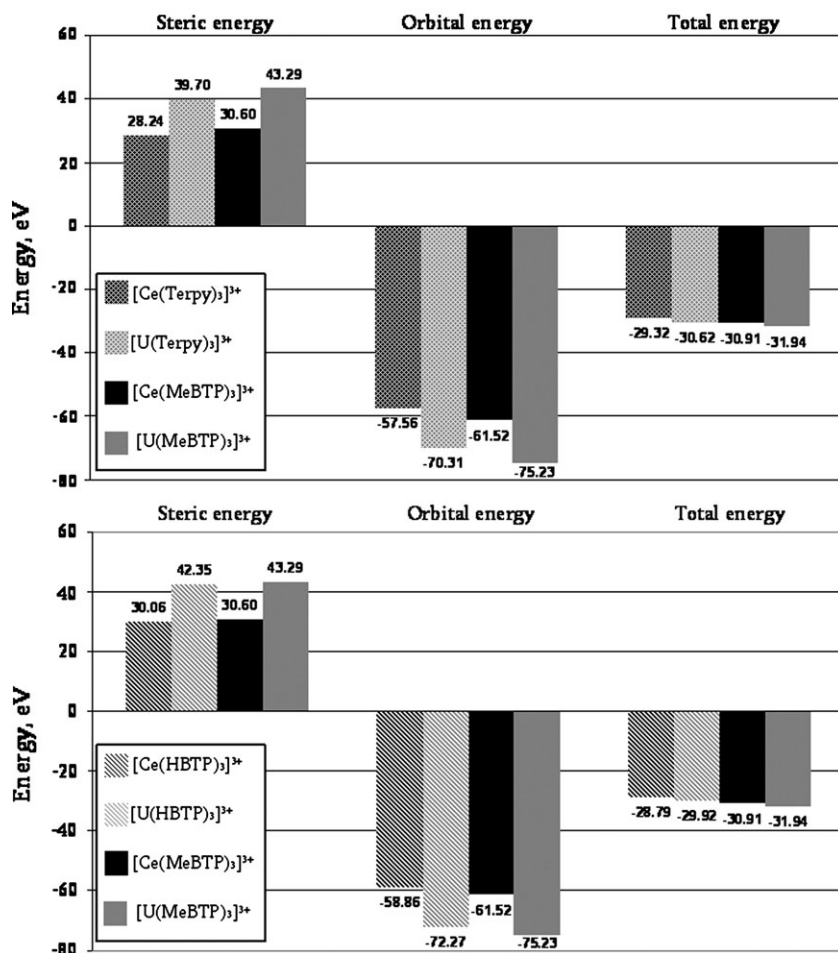 Steric energy Orbital energy Total energy
60
43.29
39.70
40
28.24 30.60
20
Energy, eV
0
-20
[Ce(Terpy)₃]³⁺
-29.32 -30.62 -30.91 -31.94
[U(Terpy)₃]³⁺
-40
[Ce(MeBTP)₃]³⁺
-60
-57.56 -61.52
[U(MeBTP)₃]³⁺
-70.31 -75.23
-80
Steric energy Orbital energy Total energy
60
42.35 43.29
40
30.06 30.60
20
Energy, eV
0
[Ce(HBTP)₃]³⁺
-20
[U(HBTP)₃]³⁺
-28.79 -29.92 -30.91 -31.94
-40
[Ce(MeBTP)₃]³⁺
-60
-58.86 -61.52
[U(MeBTP)₃]³⁺
-72.27 -75.23
-80